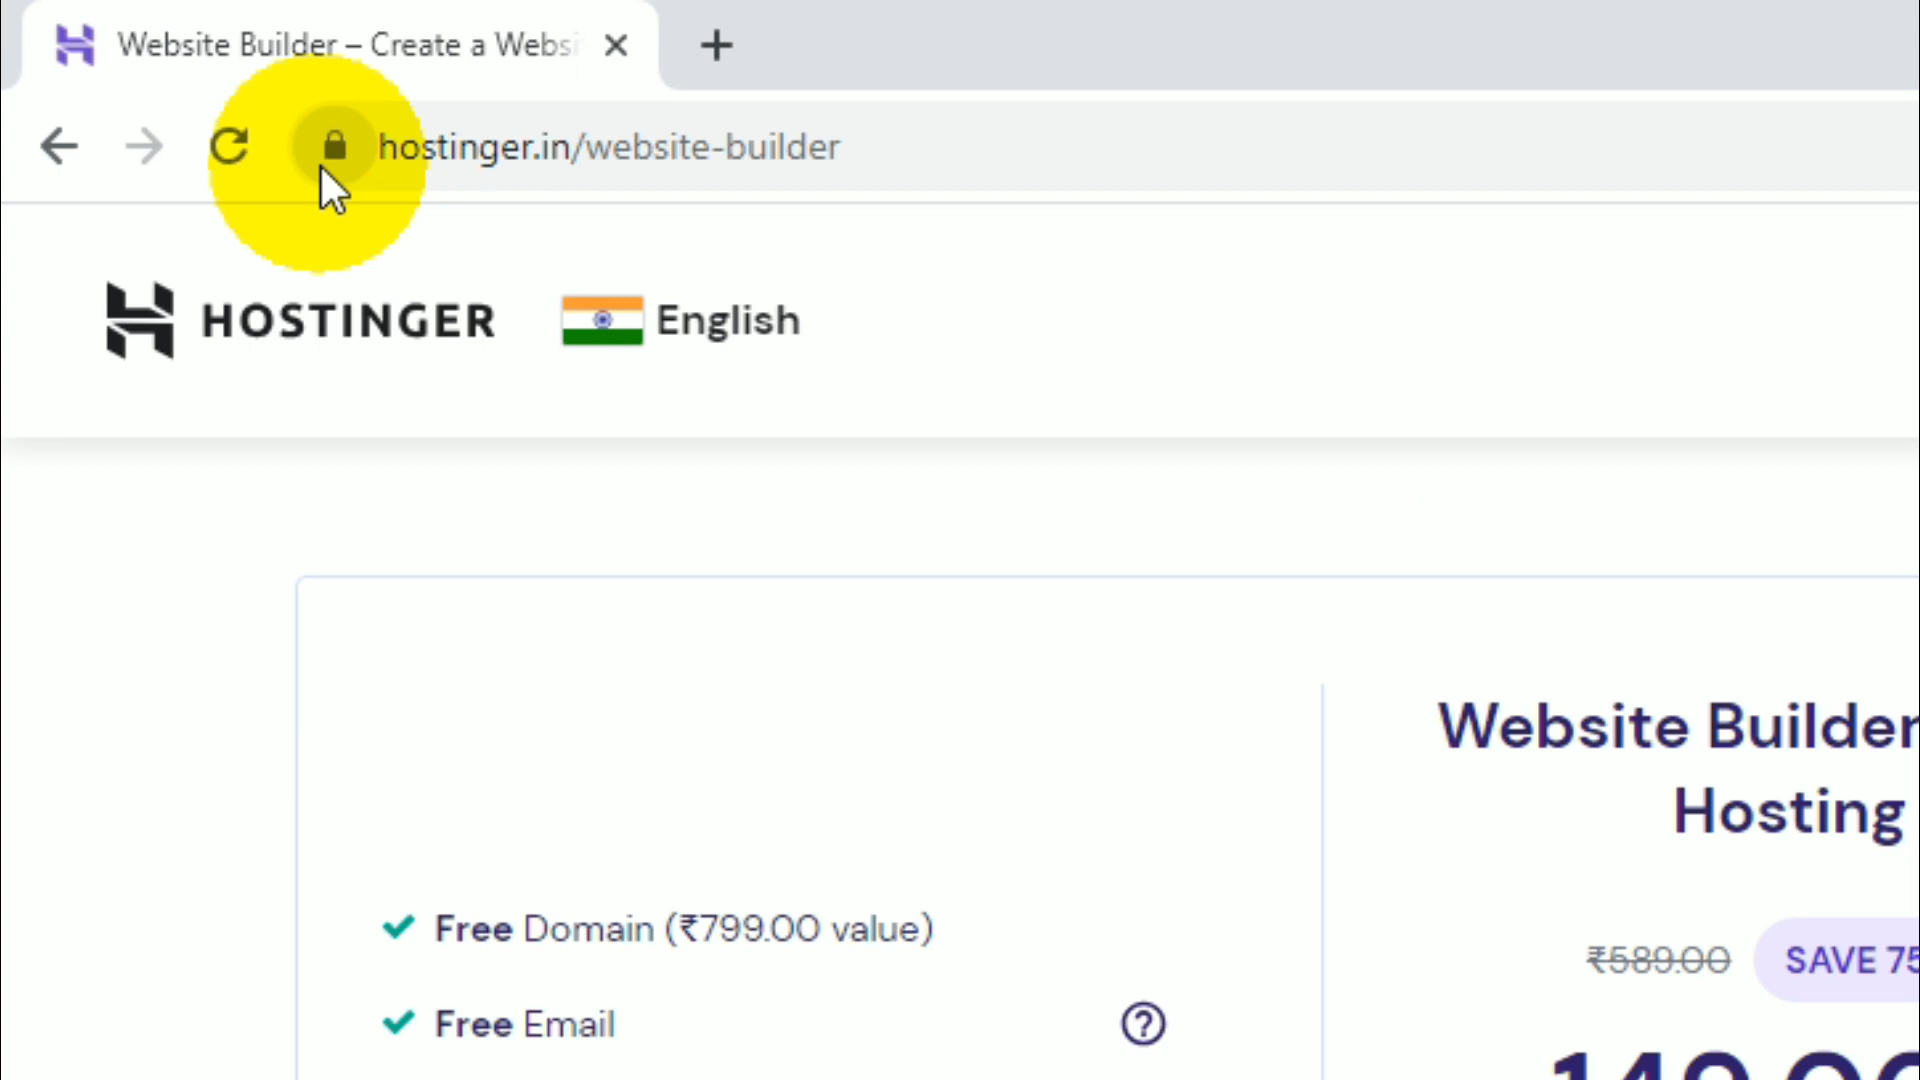 Website Builder – Create a Websi
hostinger.in/website-builder
HOSTINGER
English
Website Builder
Hosting
Free Domain (₹799.00 value)
₹589.00
SAVE 75
Free Email